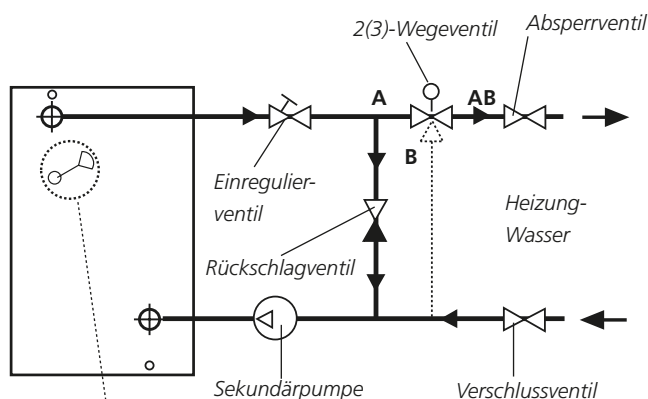 2(3)-Wegeventil
Absperrventil
A
AB
B
Einregulier-
ventil
Heizung-
Wasser
Rückschlagventil
Sekundärpumpe
Verschlussventil